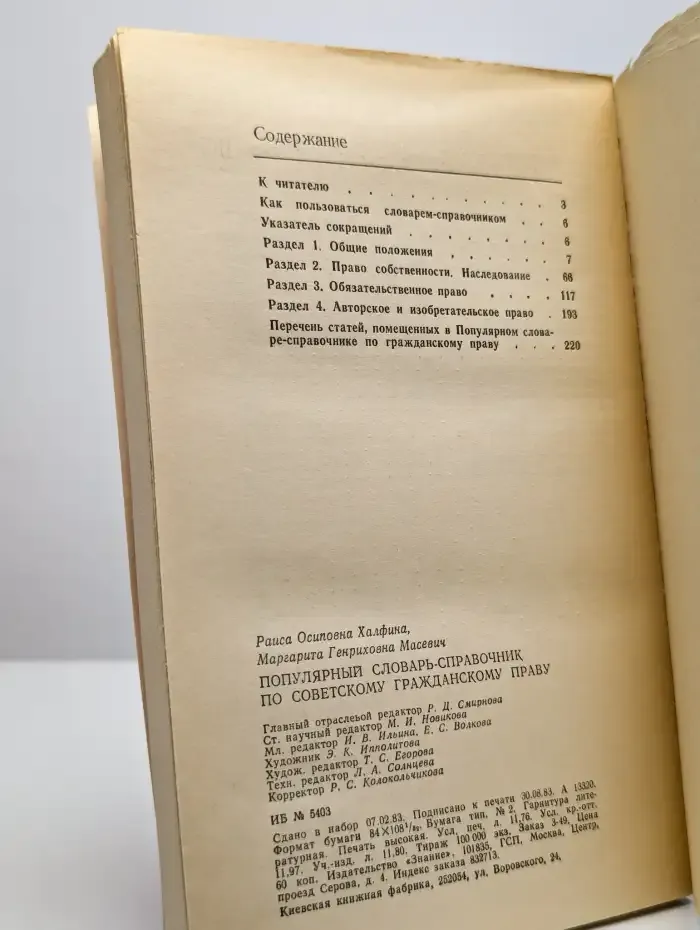 Содержание
К читателю . . . . . . . . . . 3
Как пользоваться словарем-справочником . . 6
Указатель сокращений . . . . . . . 6
Раздел 1. Общие положения . . . . . . 7
Раздел 2. Право собственности. Наследование . 68
Раздел 3. Обязательственное право . . . . 117
Раздел 4. Авторское и изобретательское право . 193
Перечень статей, помещенных в Популярном слова-
ре-справочнике по гражданскому праву . . . 220
Раиса Осиповна Халфина,
Маргарита Генриховна Масевич
ПОПУЛЯРНЫЙ СЛОВАРЬ-СПРАВОЧНИК
ПО СОВЕТСКОМУ ГРАЖДАНСКОМУ ПРАВУ
Главный отраслевой редактор Р. Д. Смирнова
Ст. научный редактор М. И. Новикова
Мл. редактор И. В. Ильина, Е. С. Волкова
Художник Э. К. Ипполитова
Худож. редактор Т. С. Егорова
Техн. редактор Л. А. Солнцева
Корректор Р. С. Колокольчикова
ИБ № 5403
Сдано в набор 07.02.83. Подписано к печати 30.08.83. А 13320.
Формат бумаги 84×108 1/32. Бумага тип. № 2. Гарнитура лите-
ратурная. Печать высокая. Усл. печ. л. 11,76. Усл. кр.-отт.
11,97. Уч.-изд. л. 11,80. Тираж 100 000 экз. Заказ 3-49. Цена
60 коп. Издательство «Знание». 101835, ГСП, Москва, Центр,
проезд Серова, д. 4. Индекс заказа 832713.
Киевская книжная фабрика, 252054, ул. Воровского, 24.